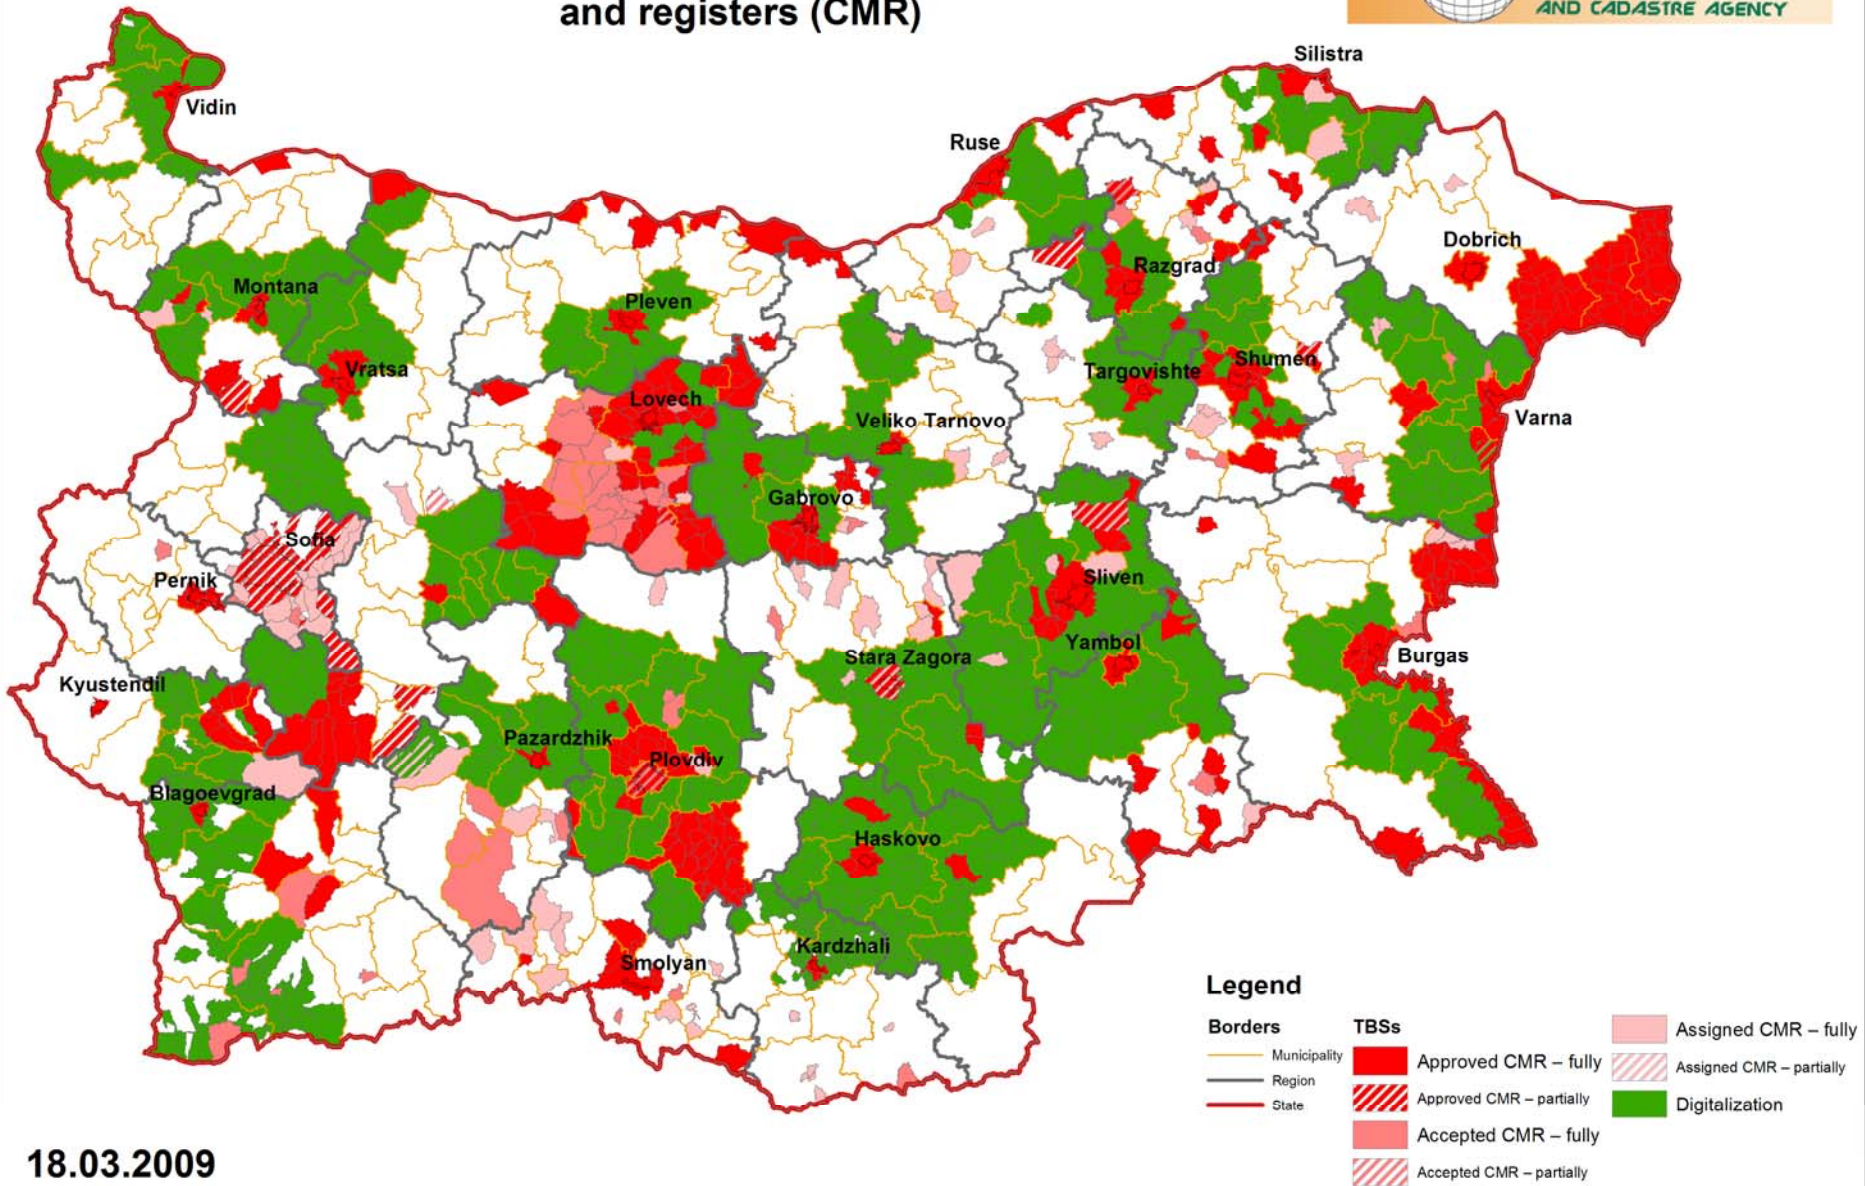 and registers (CMR)
AND CADASTRE AGENCY
Silistra
Vidin
Ruse
Dobrich
Razgrad
Montana
Pleven
Shumen
Vratsa
Targovishte
Lovech
Veliko Tarnovo
Varna
Gabrovo
Sofia
Pernik
Sliven
Yambol
Stara Zagora
Burgas
Kyustendil
Pazardzhik
Plovdiv
Blagoevgrad
Haskovo
Kardzhali
Smolyan
Legend
Borders
Municipality
Region
State
TBSs
Approved CMR – fully
Approved CMR – partially
Accepted CMR – fully
Accepted CMR – partially
Assigned CMR – fully
Assigned CMR – partially
Digitalization
18.03.2009